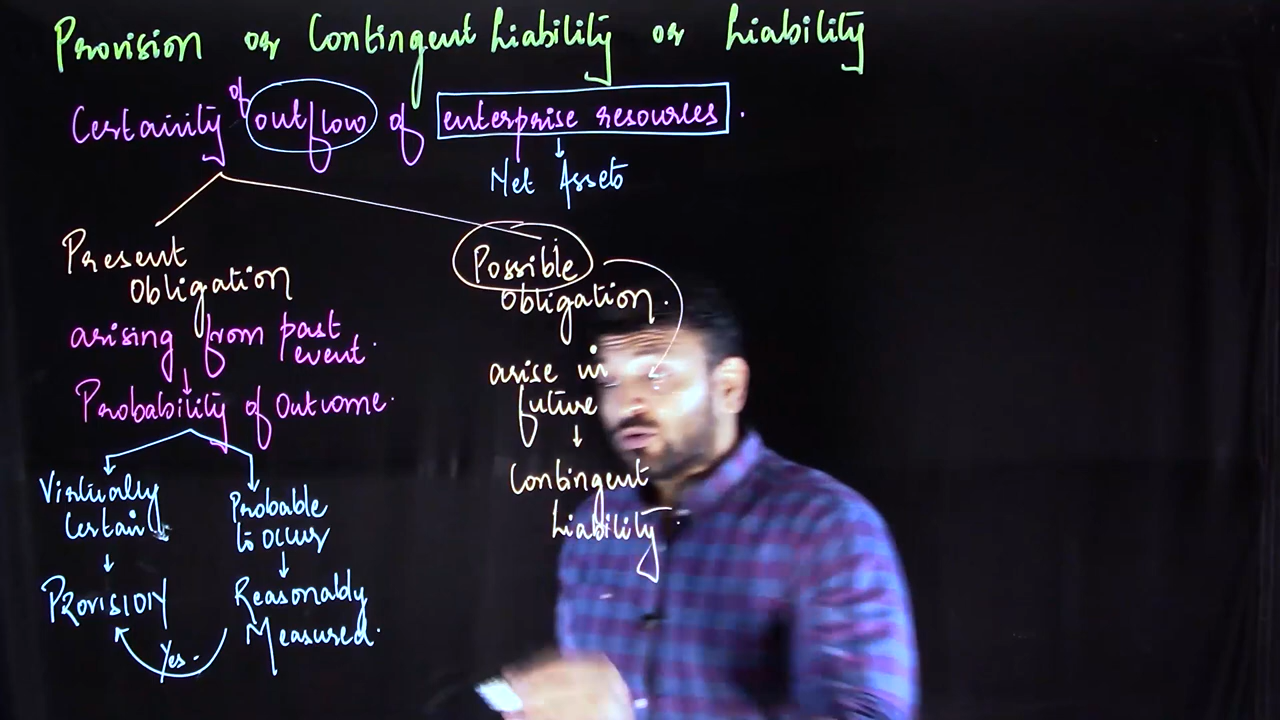 Provision or Contingent Liability or Liability
Certainity of outflow of enterprise resources.
Net Assets
Present
Obligation
arising from past
event.
Probability of Outcome.
Virtually
Certain
PROVISION
Probable
to occur
Reasonably
Measured.
Yes.
Possible
Obligation.
arise in
future
Contingent
Liability.